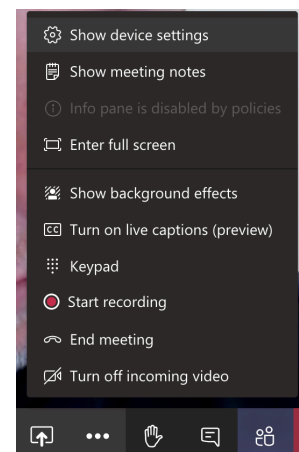 Show device settings
Show meeting notes
Info pane is disabled by policies
Enter full screen
Show background effects
CC Turn on live captions (preview)
Keypad
Start recording
End meeting
Turn off incoming video